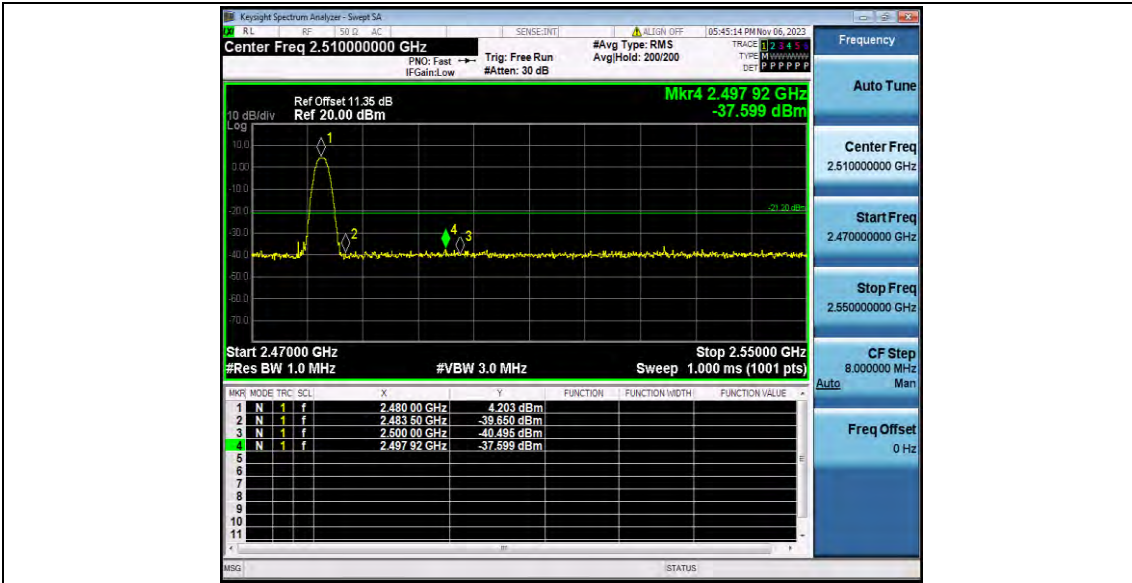 Keysight Spectrum Analyzer - Swept SA
RL RF 50 Ω AC SENSE:INT ALIGN OFF 05:45:14 PM Nov 06, 2023
Center Freq 2.510000000 GHz
PNO: Fast
IFGain:Low
Trig: Free Run
#Atten: 30 dB
#Avg Type: RMS
Avg|Hold: 200/200
TRACE 1 2 3 4 5 6
TYPE M WWWWW
DET P P P P P P
Frequency
Auto Tune
Center Freq
2.510000000 GHz
Start Freq
2.470000000 GHz
Stop Freq
2.550000000 GHz
CF Step
8.000000 MHz
Auto Man
Freq Offset
0 Hz
Mkr4 2.497 92 GHz
-37.599 dBm
Ref Offset 11.35 dB
10 dB/div Ref 20.00 dBm
Log
10.0
0.00
-10.0
-20.0
-30.0
-40.0
-50.0
-60.0
-70.0
1
2
4
3
-21.20 dBm
Start 2.47000 GHz Stop 2.55000 GHz
#Res BW 1.0 MHz #VBW 3.0 MHz Sweep 1.000 ms (1001 pts)
MKR MODE TRC SCL X Y FUNCTION FUNCTION WIDTH FUNCTION VALUE
1 N 1 f 2.480 00 GHz 4.203 dBm
2 N 1 f 2.483 50 GHz -39.650 dBm
3 N 1 f 2.500 00 GHz -40.495 dBm
4 N 1 f 2.497 92 GHz -37.599 dBm
5
6
7
8
9
10
11
MSG STATUS